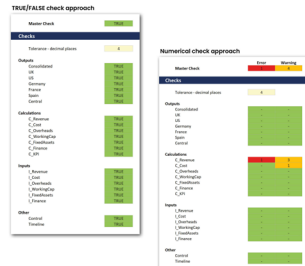 TRUE/FALSE check approach
Master Check TRUE
Checks
Tolerance - decimal places 4
Outputs
Consolidated TRUE
UK TRUE
US TRUE
Germany TRUE
France TRUE
Spain TRUE
Central TRUE
Calculations
C_Revenue TRUE
C_Cost TRUE
C_Overheads TRUE
C_WorkingCap TRUE
C_FixedAssets TRUE
C_Finance TRUE
C_KPI TRUE
Inputs
I_Revenue TRUE
I_Cost TRUE
I_Overheads TRUE
I_WorkingCap TRUE
I_FixedAssets TRUE
I_Finance TRUE
Other
Control TRUE
Timeline TRUE
Numerical check approach
Error Warning
Master Check
Checks
Tolerance - decimal places 4
Outputs
Consolidated - -
UK - -
US - -
Germany - -
France - -
Spain - -
Central - -
Calculations
C_Revenue
C_Cost
C_Overheads - -
C_WorkingCap - -
C_FixedAssets - -
C_Finance - -
C_KPI - -
Inputs
I_Revenue - -
I_Cost - -
I_Overheads - -
I_WorkingCap - -
I_FixedAssets - -
I_Finance - -
Other
Control - -
Timeline - -